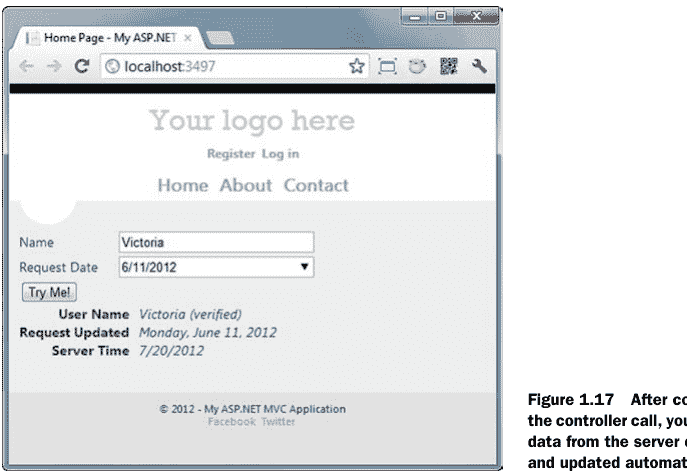 Home Page - My ASP.NET
localhost:3497
Your logo here
Register Log in
Home About Contact
Name Victoria
Request Date 6/11/2012
Try Me!
User Name Victoria (verified)
Request Updated Monday, June 11, 2012
Server Time 7/20/2012
© 2012 - My ASP.NET MVC Application
Facebook Twitter
Figure 1.17 After
the controller call,
data from the server
and updated